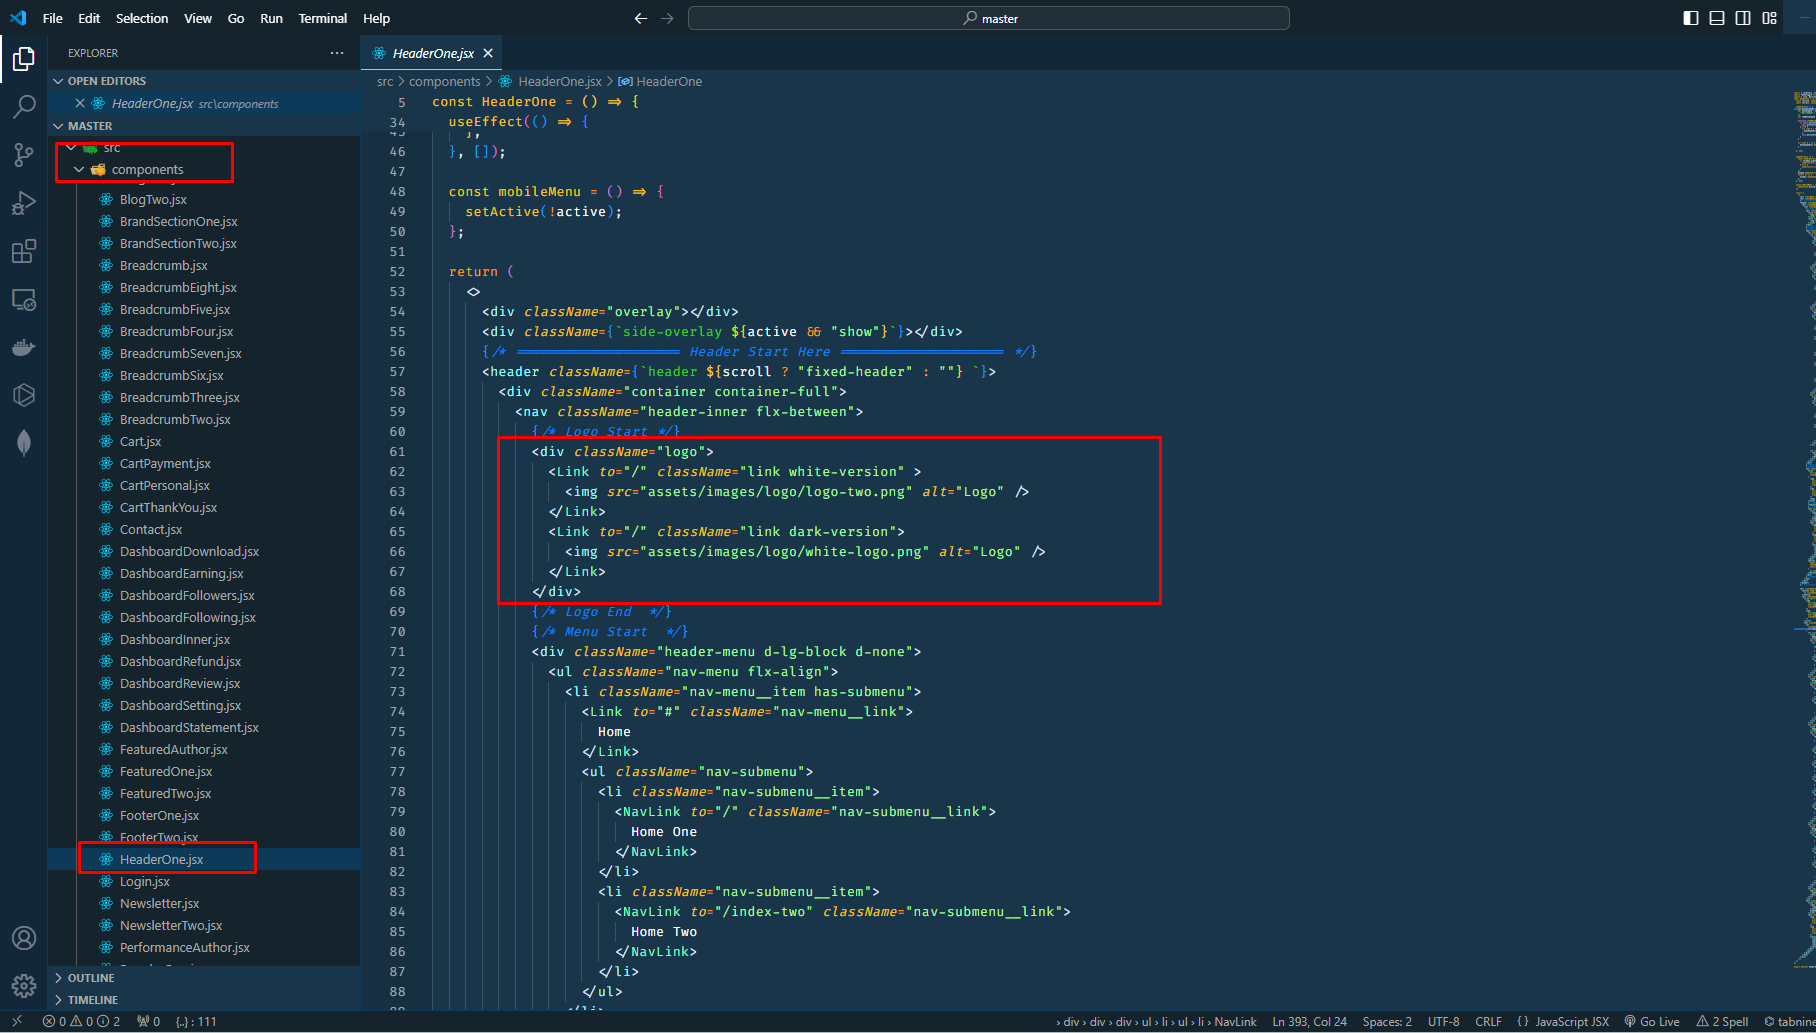 File Edit Selection View Go Run Terminal Help
master
EXPLORER
OPEN EDITORS
HeaderOne.jsx src\components
MASTER
src
components
BlogTwo.jsx
BrandSectionOne.jsx
BrandSectionTwo.jsx
Breadcrumb.jsx
BreadcrumbEight.jsx
BreadcrumbFive.jsx
BreadcrumbFour.jsx
BreadcrumbSeven.jsx
BreadcrumbSix.jsx
BreadcrumbThree.jsx
BreadcrumbTwo.jsx
Cart.jsx
CartPayment.jsx
CartPersonal.jsx
CartThankYou.jsx
Contact.jsx
DashboardDownload.jsx
DashboardEarning.jsx
DashboardFollowers.jsx
DashboardFollowing.jsx
DashboardInner.jsx
DashboardRefund.jsx
DashboardReview.jsx
DashboardSetting.jsx
DashboardStatement.jsx
FeaturedAuthor.jsx
FeaturedOne.jsx
FeaturedTwo.jsx
FooterOne.jsx
FooterTwo.jsx
HeaderOne.jsx
Login.jsx
Newsletter.jsx
NewsletterTwo.jsx
PerformanceAuthor.jsx
OUTLINE
TIMELINE
HeaderOne.jsx
src > components > HeaderOne.jsx > HeaderOne
5 const HeaderOne = () => {
34 useEffect(() => {
45 };
46 }, []);
47
48 const mobileMenu = () => {
49 setActive(!active);
50 };
51
52 return (
53 <>
54 <div className="overlay"></div>
55 <div className={`side-overlay ${active && "show"}`}></div>
56 {/* ==================== Header Start Here ==================== */}
57 <header className={`header ${scroll ? "fixed-header" : ""} `}>
58 <div className="container container-full">
59 <nav className="header-inner flx-between">
60 {/* Logo Start */}
61 <div className="logo">
62 <Link to="/" className="link white-version" >
63 <img src="assets/images/logo/logo-two.png" alt="Logo" />
64 </Link>
65 <Link to="/" className="link dark-version">
66 <img src="assets/images/logo/white-logo.png" alt="Logo" />
67 </Link>
68 </div>
69 {/* Logo End  */}
70 {/* Menu Start  */}
71 <div className="header-menu d-lg-block d-none">
72 <ul className="nav-menu flx-align">
73 <li className="nav-menu__item has-submenu">
74 <Link to="#" className="nav-menu__link">
75 Home
76 </Link>
77 <ul className="nav-submenu">
78 <li className="nav-submenu__item">
79 <NavLink to="/" className="nav-submenu__link">
80 Home One
81 </NavLink>
82 </li>
83 <li className="nav-submenu__item">
84 <NavLink to="/index-two" className="nav-submenu__link">
85 Home Two
86 </NavLink>
87 </li>
88 </ul>
0 0 2 0 {..} : 111 › div › div › div › ul › li › ul › li › NavLink Ln 393, Col 24 Spaces: 2 UTF-8 CRLF {} JavaScript JSX Go Live 2 Spell tabnine